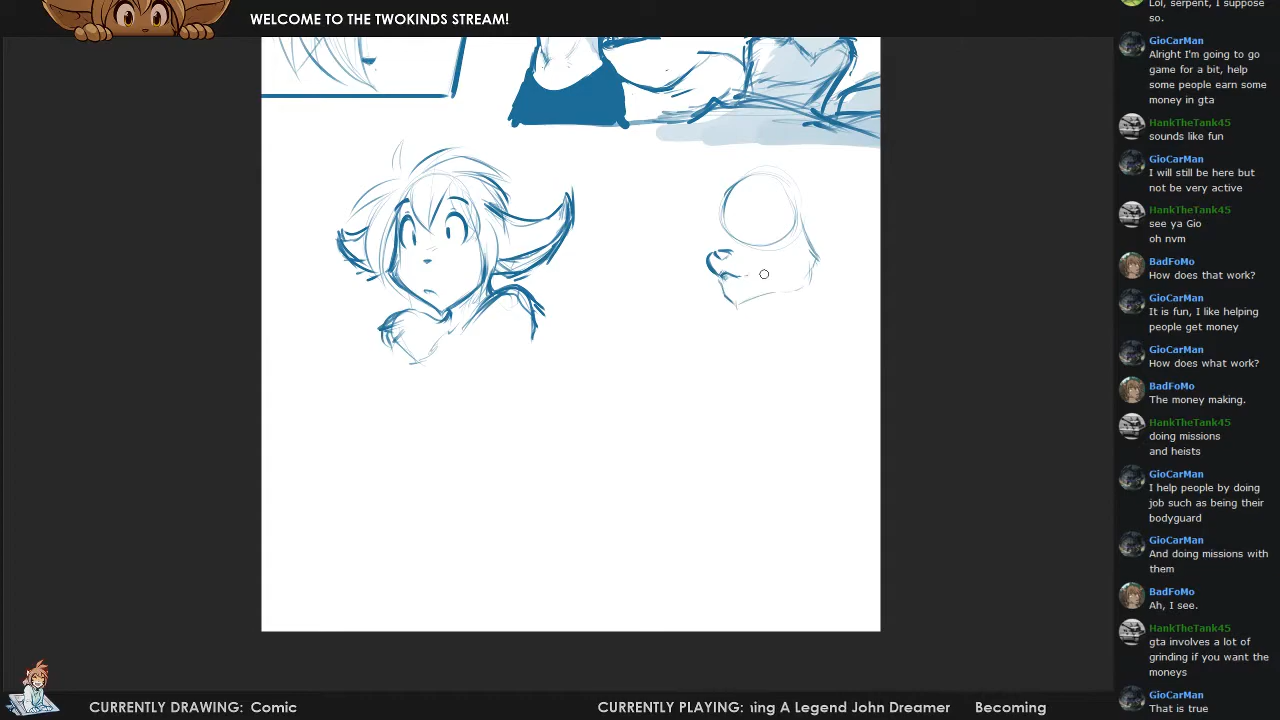 WELCOME TO THE TWOKINDS STREAM!
Lol, serpent, I suppose
so.
GioCarMan
Alright I'm going to go
game for a bit, help
some people earn some
money in gta
HankTheTank45
sounds like fun
GioCarMan
I will still be here but
not be very active
HankTheTank45
see ya Gio
oh nvm
BadFoMo
How does that work?
GioCarMan
It is fun, I like helping
people get money
GioCarMan
How does what work?
BadFoMo
The money making.
HankTheTank45
doing missions
and heists
GioCarMan
I help people by doing
job such as being their
bodyguard
GioCarMan
And doing missions with
them
BadFoMo
Ah, I see.
HankTheTank45
gta involves a lot of
grinding if you want the
moneys
GioCarMan
That is true
CURRENTLY DRAWING: Comic
CURRENTLY PLAYING: ing A Legend John Dreamer Becoming